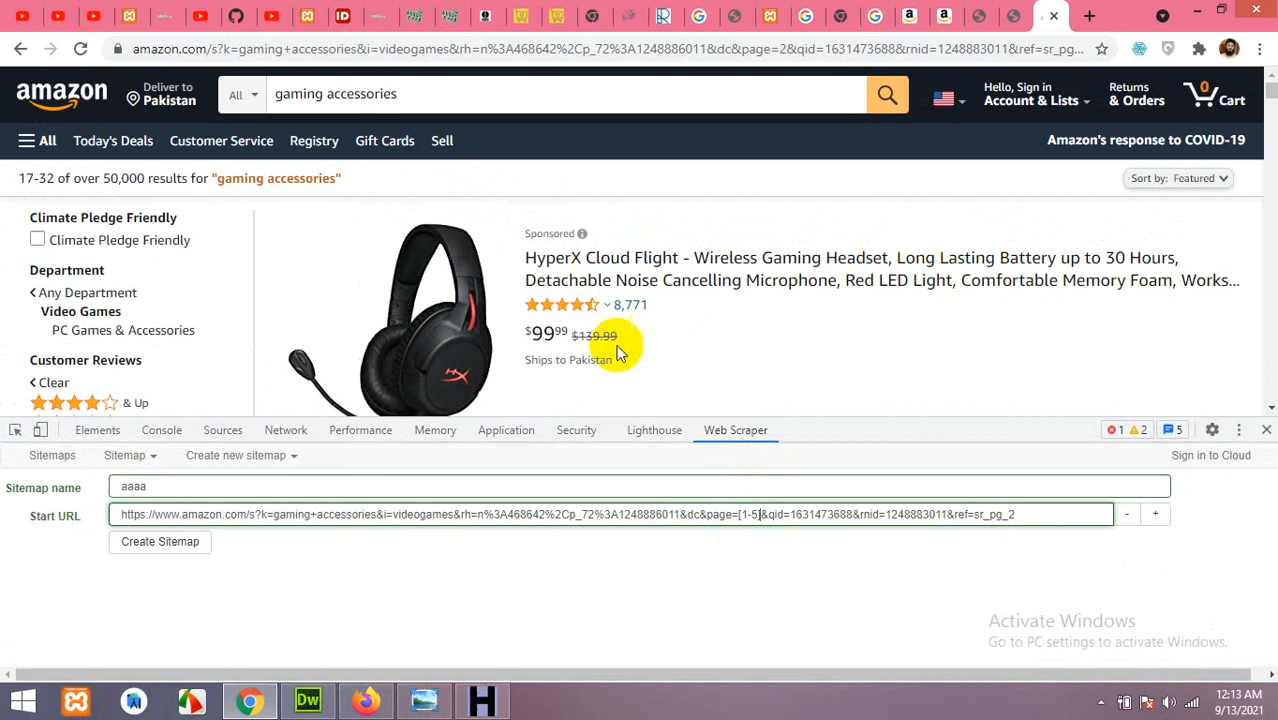 amazon.com/s?k=gaming+accessories&i=videogames&rh=n%3A468642%2Cp_72%3A1248886011&dc&page=2&qid=1631473688&rnid=1248883011&ref=sr_pg...
amazon
Deliver to
Pakistan
All
gaming accessories
Hello, Sign in
Account & Lists
Returns
& Orders
0
Cart
All
Today's Deals
Customer Service
Registry
Gift Cards
Sell
Amazon's response to COVID-19
17-32 of over 50,000 results for "gaming accessories"
Sort by: Featured
Climate Pledge Friendly
Climate Pledge Friendly
Department
Any Department
Video Games
PC Games & Accessories
Customer Reviews
Clear
& Up
Sponsored
HyperX Cloud Flight - Wireless Gaming Headset, Long Lasting Battery up to 30 Hours,
Detachable Noise Cancelling Microphone, Red LED Light, Comfortable Memory Foam, Works...
8,771
$99 99 $139.99
Ships to Pakistan
Elements
Console
Sources
Network
Performance
Memory
Application
Security
Lighthouse
Web Scraper
1
2
5
Sitemaps
Sitemap
Create new sitemap
Sign in to Cloud
Sitemap name
aaaa
Start URL
https://www.amazon.com/s?k=gaming+accessories&i=videogames&rh=n%3A468642%2Cp_72%3A1248886011&dc&page=[1-5]&qid=1631473688&rnid=1248883011&ref=sr_pg_2
-
+
Create Sitemap
Activate Windows
Go to PC settings to activate Windows.
Dw
H
12:13 AM
9/13/2021